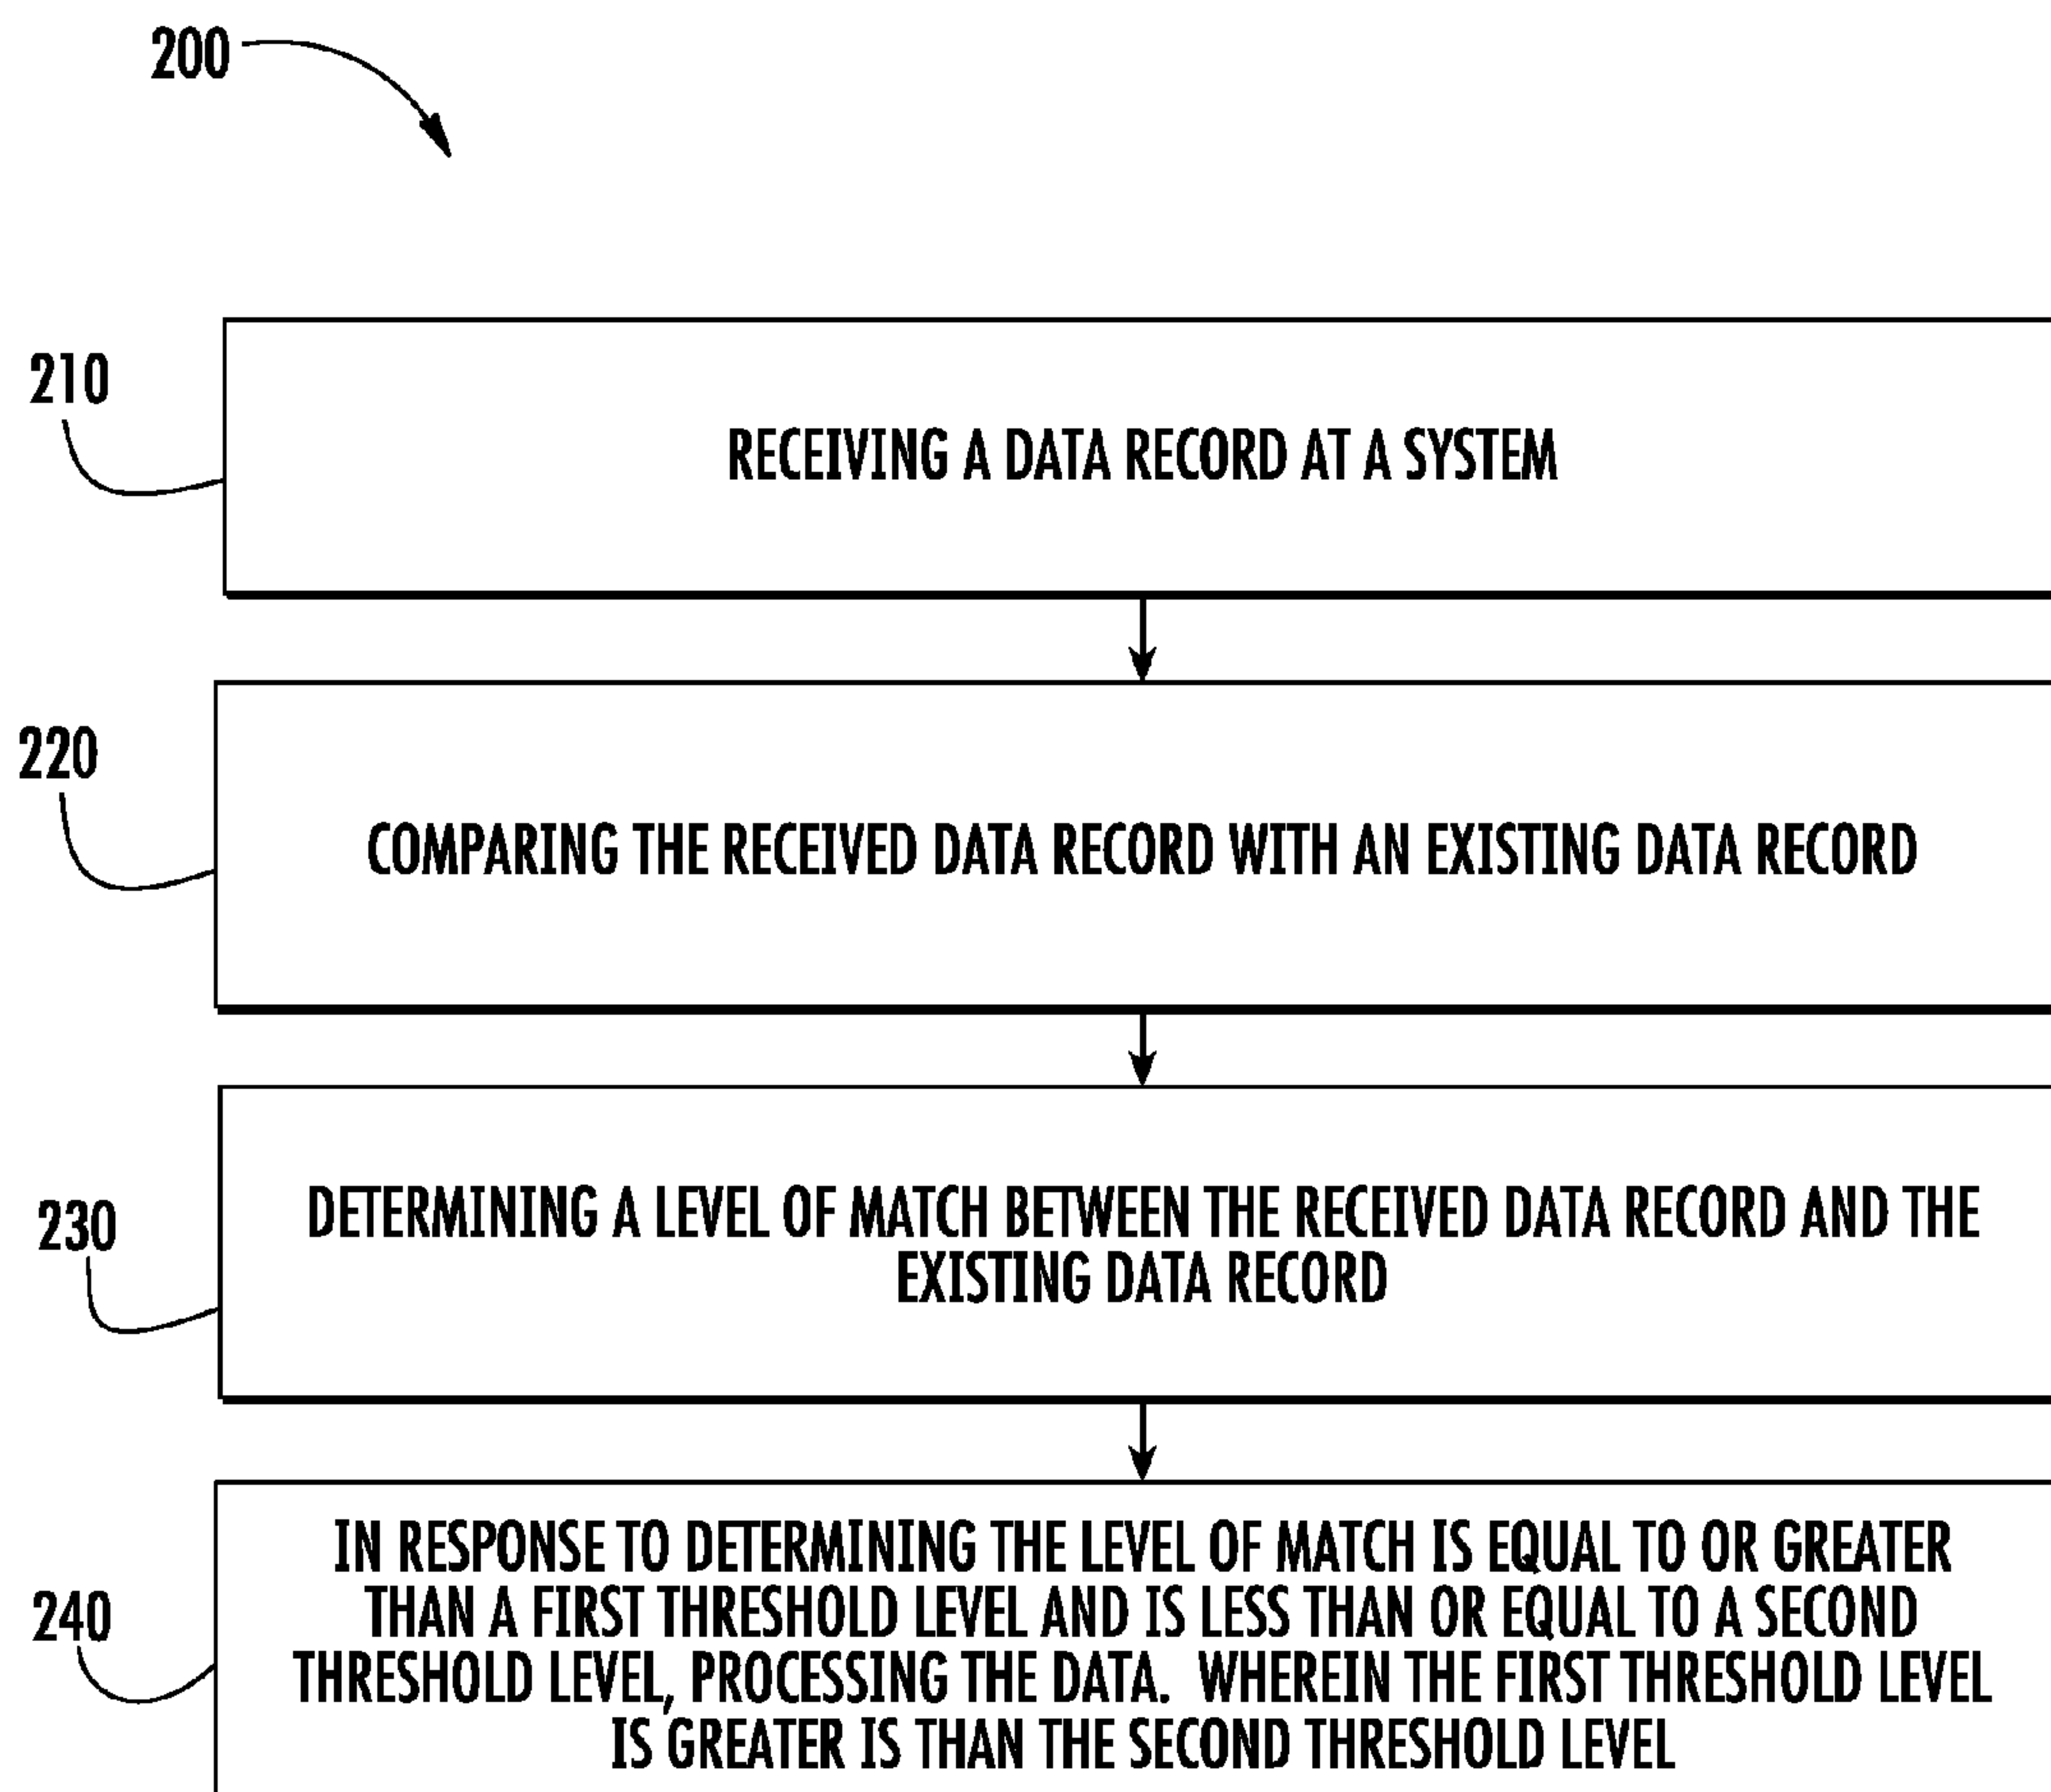 200
210
RECEIVING A DATA RECORD AT A SYSTEM
220
COMPARING THE RECEIVED DATA RECORD WITH AN EXISTING DATA RECORD
230
DETERMINING A LEVEL OF MATCH BETWEEN THE RECEIVED DATA RECORD AND THE
EXISTING DATA RECORD
240
IN RESPONSE TO DETERMINING THE LEVEL OF MATCH IS EQUAL TO OR GREATER
THAN A FIRST THRESHOLD LEVEL AND IS LESS THAN OR EQUAL TO A SECOND
THRESHOLD LEVEL, PROCESSING THE DATA. WHEREIN THE FIRST THRESHOLD LEVEL
IS GREATER IS THAN THE SECOND THRESHOLD LEVEL